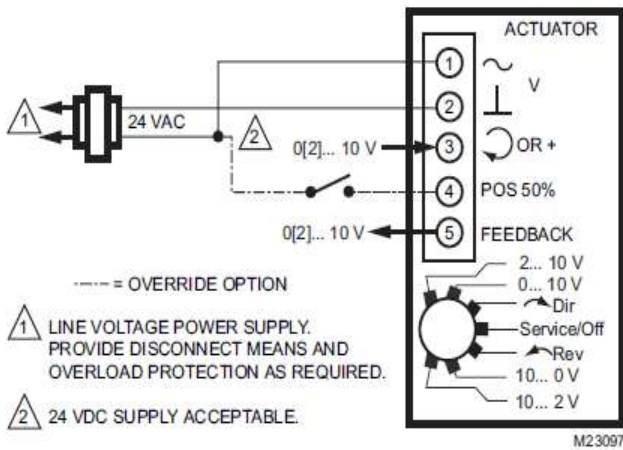 ACTUATOR
1
V
2
1
24 VAC
2
0[2]... 10 V
3
OR +
4
POS 50%
0[2]... 10 V
5
FEEDBACK
2... 10 V
0... 10 V
Dir
Service/Off
Rev
10... 0 V
10... 2 V
= OVERRIDE OPTION
1 LINE VOLTAGE POWER SUPPLY.
PROVIDE DISCONNECT MEANS AND
OVERLOAD PROTECTION AS REQUIRED.
2 24 VDC SUPPLY ACCEPTABLE.
M23097